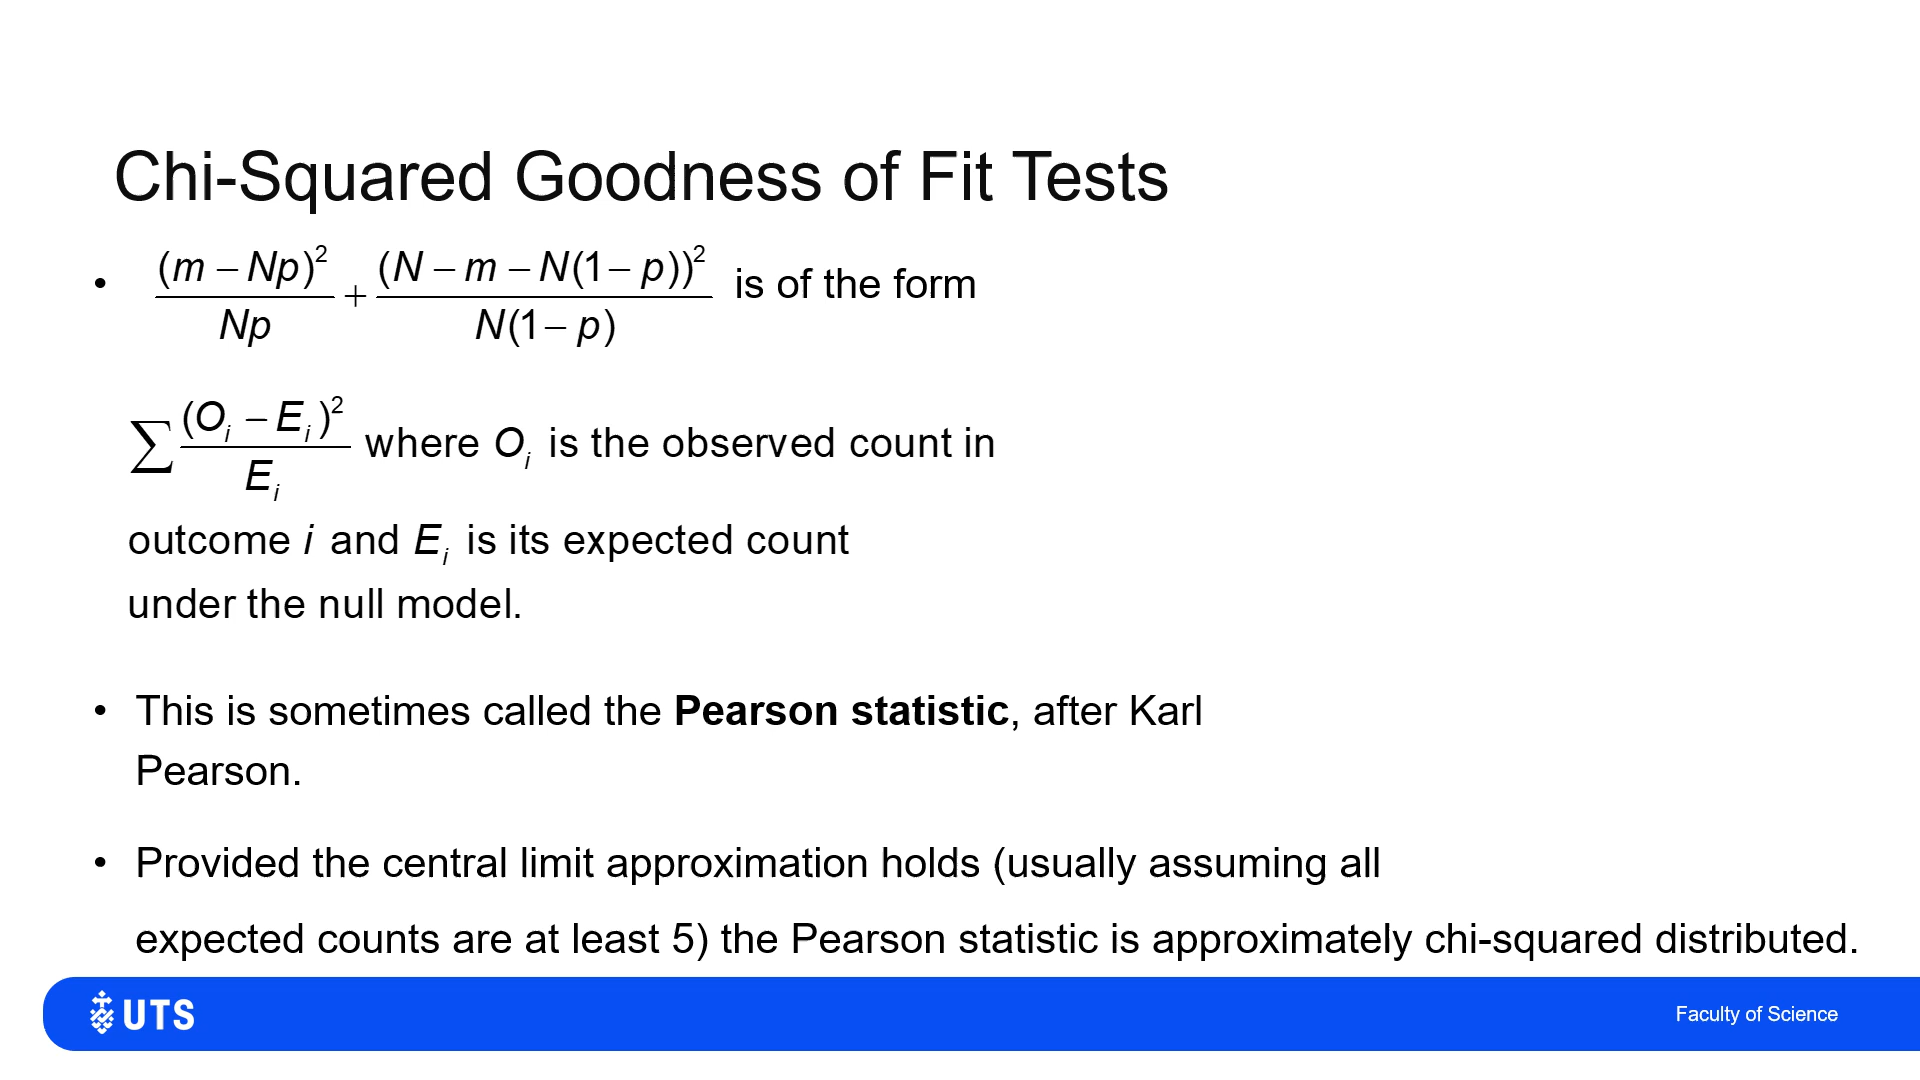 Chi-Squared Goodness of Fit Tests
• (m – Np)² / Np + (N – m – N(1 – p))² / N(1 – p) is of the form
∑ (Oᵢ – Eᵢ)² / Eᵢ where Oᵢ is the observed count in
outcome i and Eᵢ is its expected count
under the null model.
• This is sometimes called the Pearson statistic, after Karl
Pearson.
• Provided the central limit approximation holds (usually assuming all
expected counts are at least 5) the Pearson statistic is approximately chi-squared distributed.
UTS
Faculty of Science